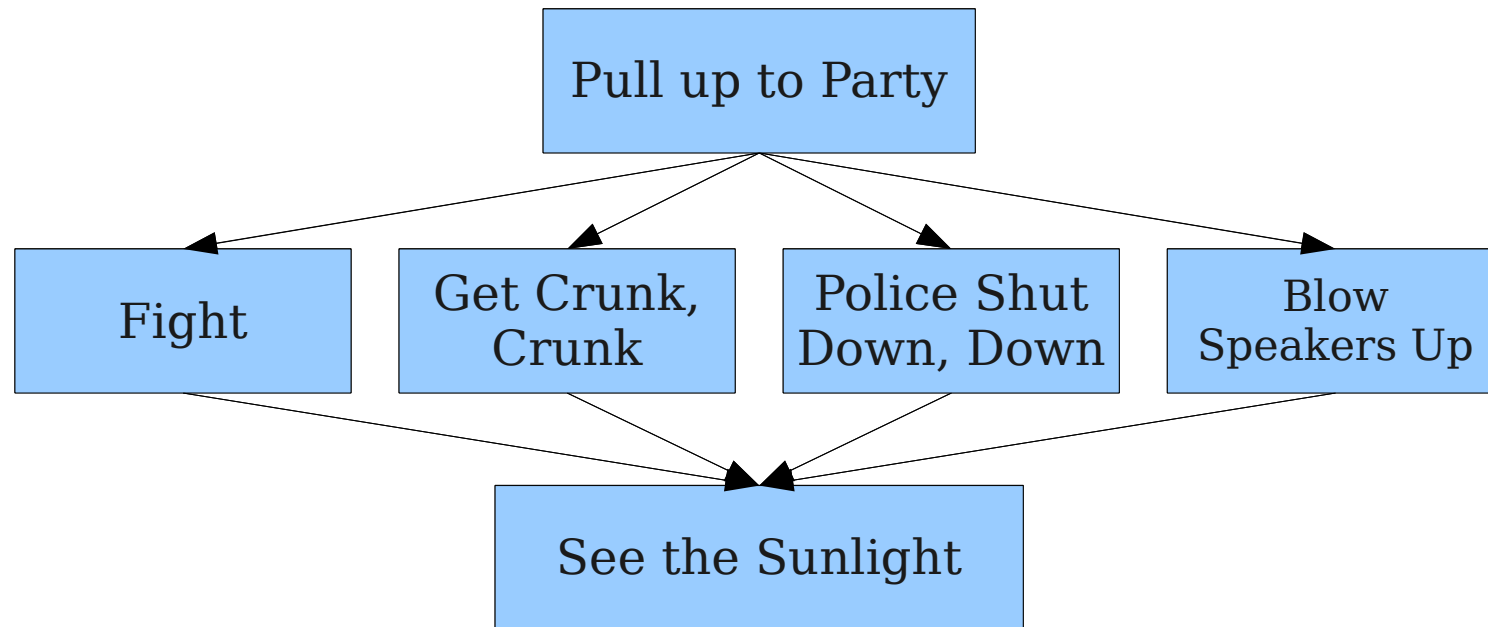 Pull up to Party
Fight
Get Crunk,
Crunk
Police Shut
Down, Down
Blow
Speakers Up
See the Sunlight